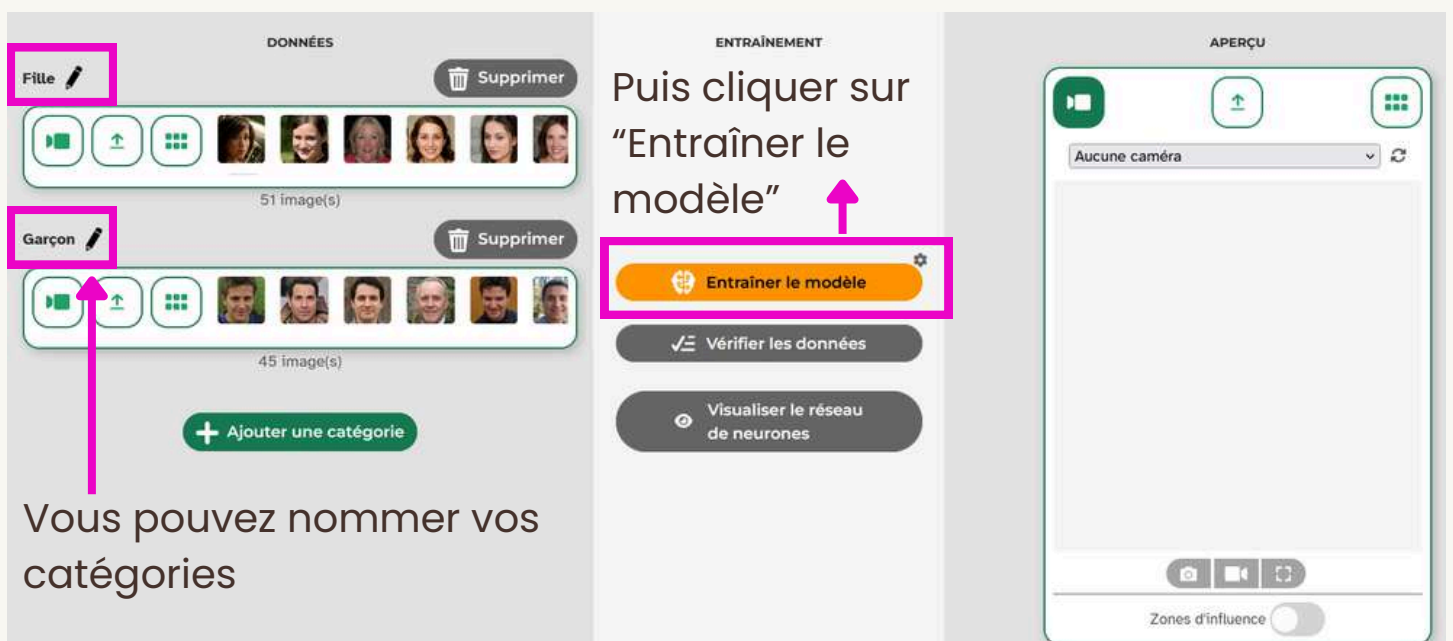 DONNÉES
Fille
Supprimer
51 image(s)
Garçon
Supprimer
45 image(s)
Ajouter une catégorie
Vous pouvez nommer vos
catégories
ENTRAÎNEMENT
Puis cliquer sur
“Entraîner le
modèle”
Entraîner le modèle
Vérifier les données
Visualiser le réseau
de neurones
APERÇU
Aucune caméra
Zones d'influence